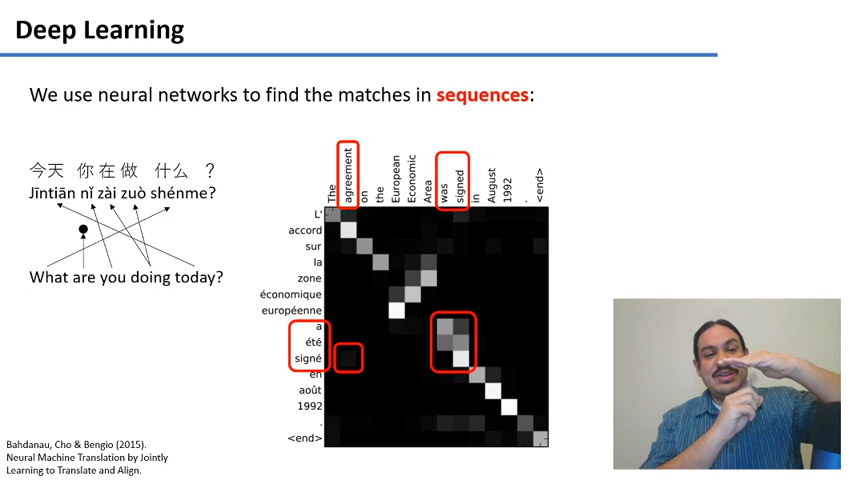 Deep Learning
We use neural networks to find the matches in sequences:
今天 你 在 做 什么 ?
Jīntiān nǐ zài zuò shénme?
What are you doing today?
The
agreement
on
the
European
Economic
Area
was
signed
in
August
1992
.
<end>
L'
accord
sur
la
zone
économique
européenne
a
été
signé
en
août
1992
.
<end>
Bahdanau, Cho & Bengio (2015).
Neural Machine Translation by Jointly
Learning to Translate and Align.